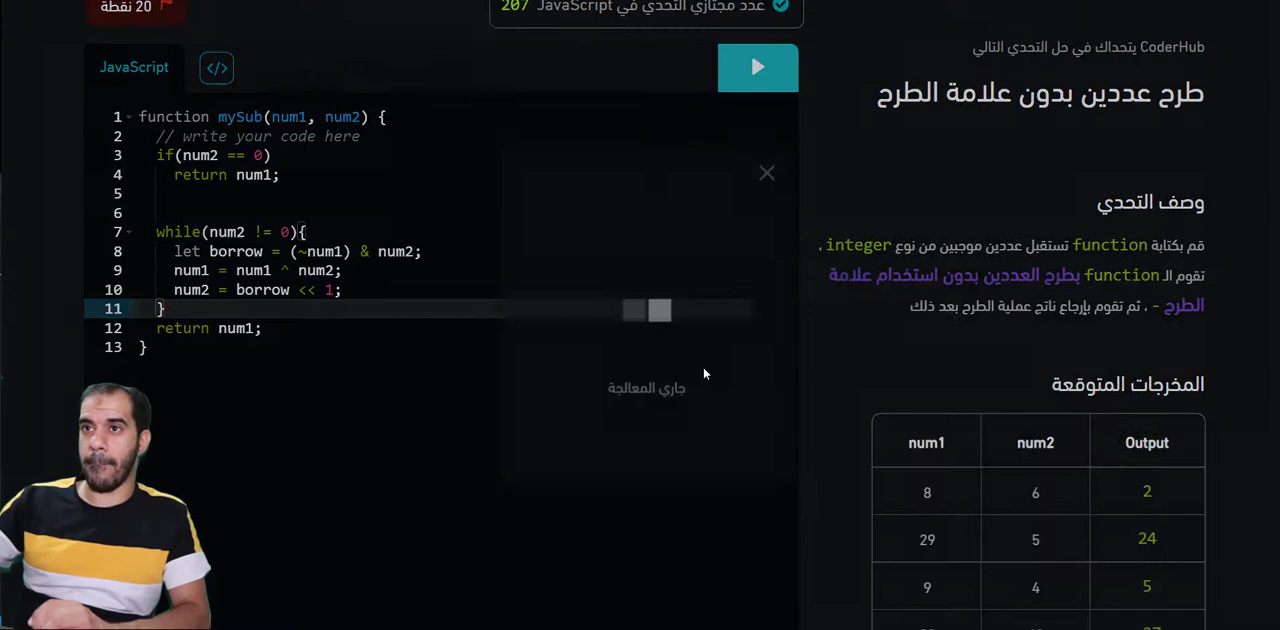 20 نقطة
عدد مجتازي التحدي في JavaScript 207
JavaScript
</>
1 function mySub(num1, num2) {
2 // write your code here
3 if(num2 == 0)
4 return num1;
5
6
7 while(num2 != 0){
8 let borrow = (~num1) & num2;
9 num1 = num1 ^ num2;
10 num2 = borrow << 1;
11 }
12 return num1;
13 }
جاري المعالجة
CoderHub يتحداك في حل التحدي التالي
طرح عددين بدون علامة الطرح
وصف التحدي
قم بكتابة function تستقبل عددين موجبين من نوع integer ،
تقوم الـ function بطرح العددين بدون استخدام علامة
الطرح - ، ثم تقوم بإرجاع ناتج عملية الطرح بعد ذلك
المخرجات المتوقعة
num1 num2 Output
8 6 2
29 5 24
9 4 5